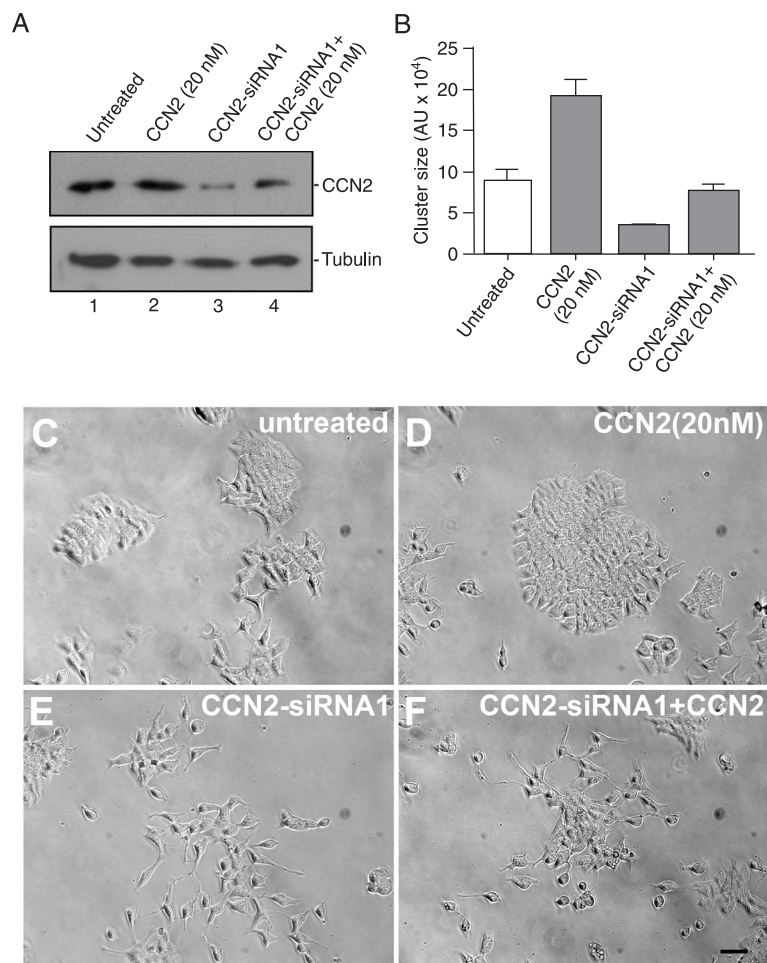 A
Untreated
CCN2 (20 nM)
CCN2-siRNA1
CCN2-siRNA1+
CCN2 (20 nM)
CCN2
Tubulin
1 2 3 4
B
Cluster size (AU x 10⁴)
25
20
15
10
5
0
Untreated
CCN2
(20 nM)
CCN2-siRNA1
CCN2-siRNA1+
CCN2 (20 nM)
C untreated
D CCN2(20nM)
E CCN2-siRNA1
F CCN2-siRNA1+CCN2